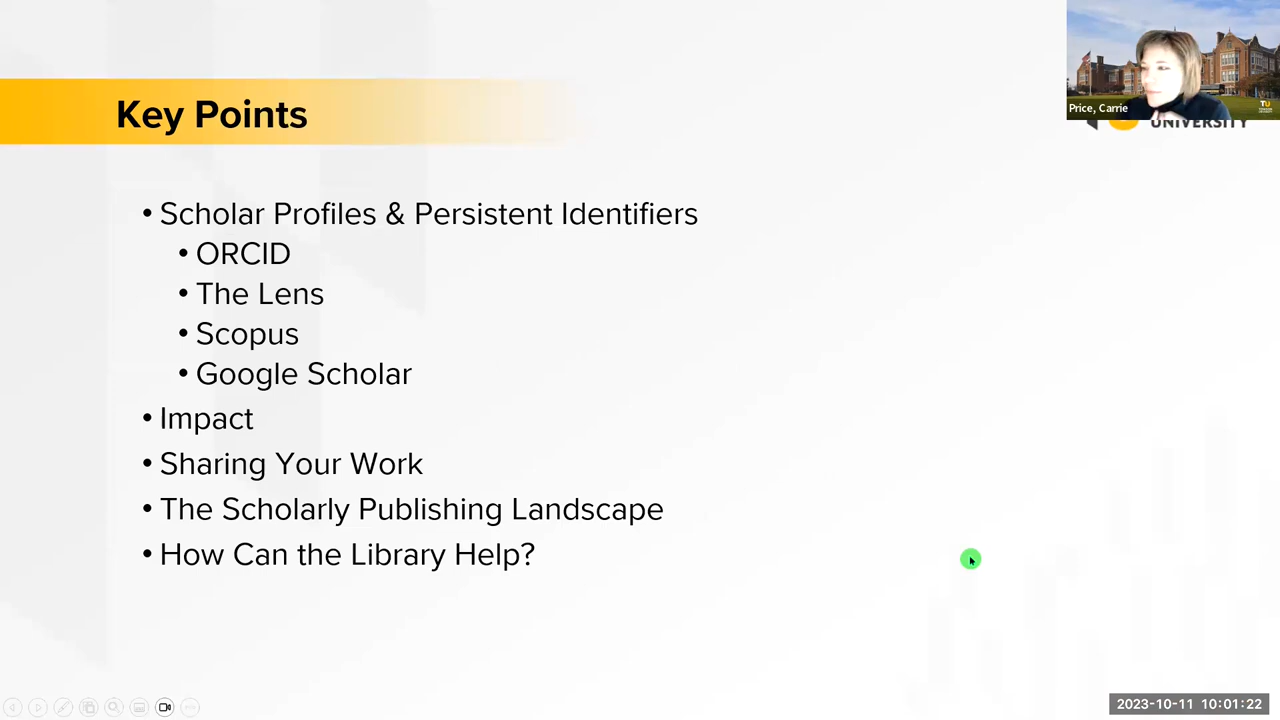 Key Points
Price, Carrie
TU
UNIVERSITY
• Scholar Profiles & Persistent Identifiers
• ORCID
• The Lens
• Scopus
• Google Scholar
• Impact
• Sharing Your Work
• The Scholarly Publishing Landscape
• How Can the Library Help?
2023-10-11 10:01:22